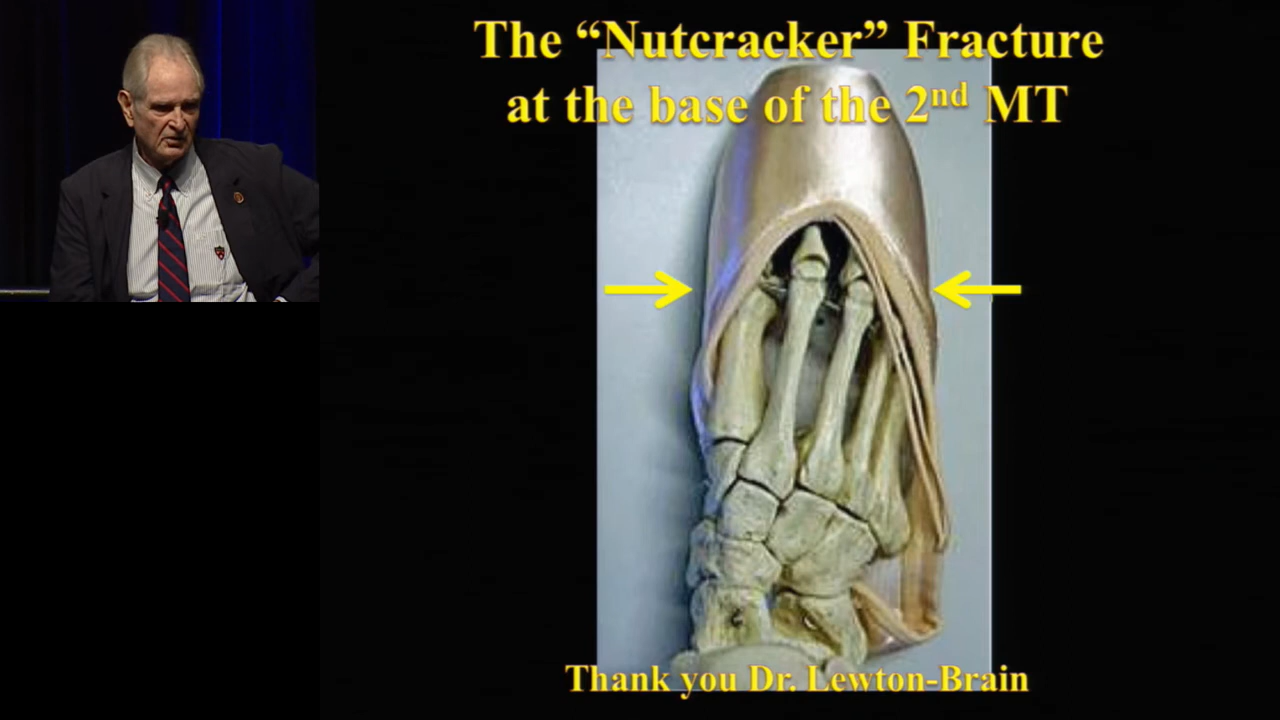 The “Nutcracker” Fracture
at the base of the 2nd MT
Thank you Dr. Lewton-Brain